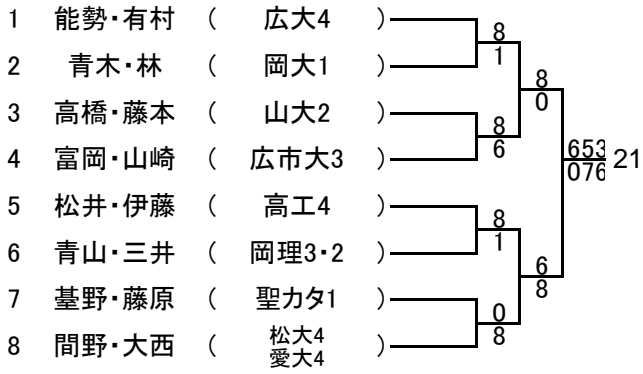 1 能勢・有村 ( 広大4 )
2 青木・林 ( 岡大1 )
3 高橋・藤本 ( 山大2 )
4 富岡・山崎 ( 広市大3 )
5 松井・伊藤 ( 高工4 )
6 青山・三井 ( 岡理3・2 )
7 基野・藤原 ( 聖カタ1 )
8 間野・大西 ( 松大4 愛大4 )
8
1
8
6
8
1
0
8
8
0
6
8
653
076
21